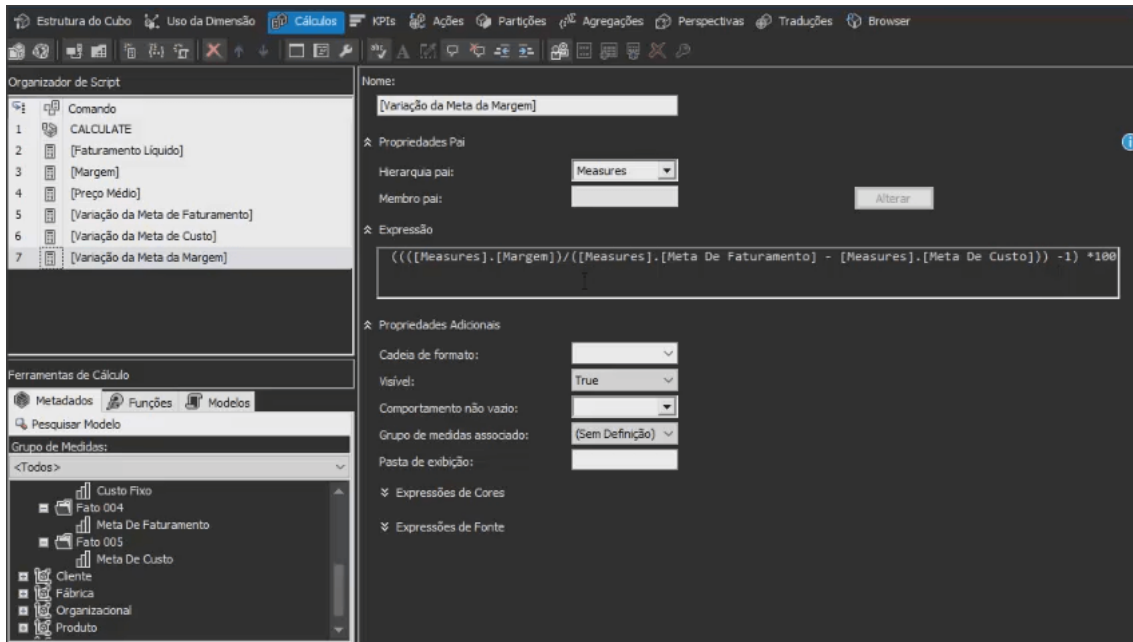 Estrutura do Cubo Uso da Dimensão Cálculos KPIs Ações Partições Agregações Perspectivas Traduções Browser
Organizador de Script
Comando
1 CALCULATE
2 [Faturamento Líquido]
3 [Margem]
4 [Preço Médio]
5 [Variação da Meta de Faturamento]
6 [Variação da Meta de Custo]
7 [Variação da Meta da Margem]
Ferramentas de Cálculo
Metadados Funções Modelos
Pesquisar Modelo
Grupo de Medidas:
<Todos>
Custo Fixo
Fato 004
Meta De Faturamento
Fato 005
Meta De Custo
Cliente
Fábrica
Organizacional
Produto
Nome:
[Variação da Meta da Margem]
Propriedades Pai
Hierarquia pai: Measures
Membro pai: Alterar
Expressão
((([Measures].[Margem])/([Measures].[Meta De Faturamento] - [Measures].[Meta De Custo])) -1) *100
Propriedades Adicionais
Cadeia de formato:
Visível: True
Comportamento não vazio:
Grupo de medidas associado: (Sem Definição)
Pasta de exibição:
Expressões de Cores
Expressões de Fonte